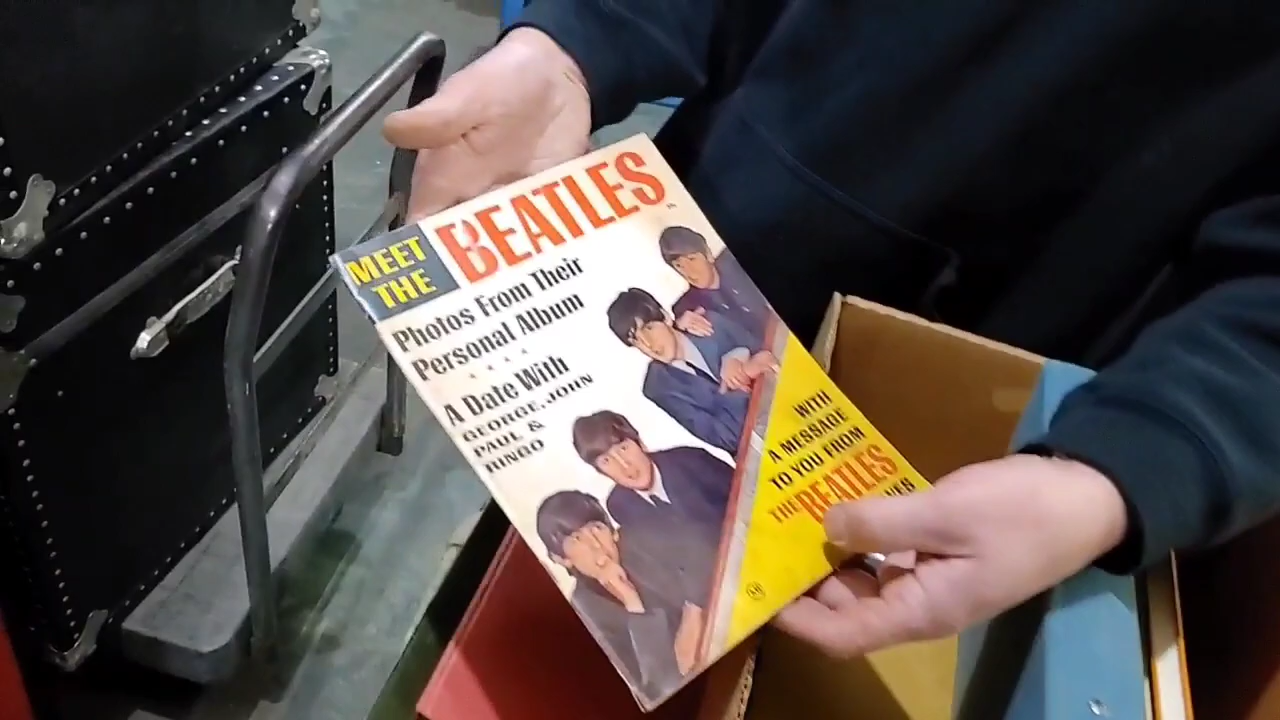 MEET
THE
BEATLES
Photos From Their
Personal Album
A Date With
GEORGE, JOHN
PAUL &
RINGO
WITH
A MESSAGE
TO YOU FROM
THE BEATLES